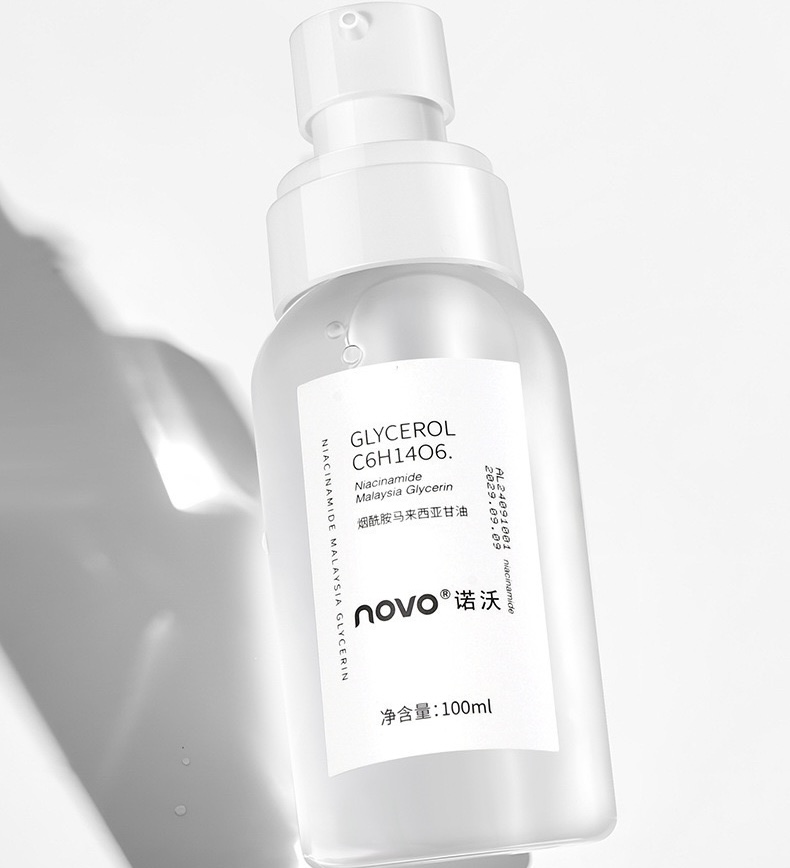 GLYCEROL
C6H14O6.
Niacinamide
Malaysia Glycerin
烟酰胺马来西亚甘油
NIACINAMIDE MALAYSIA GLYCERIN
AL24091001
2029.09.09
niacinamide
novo®诺沃
净含量:100ml